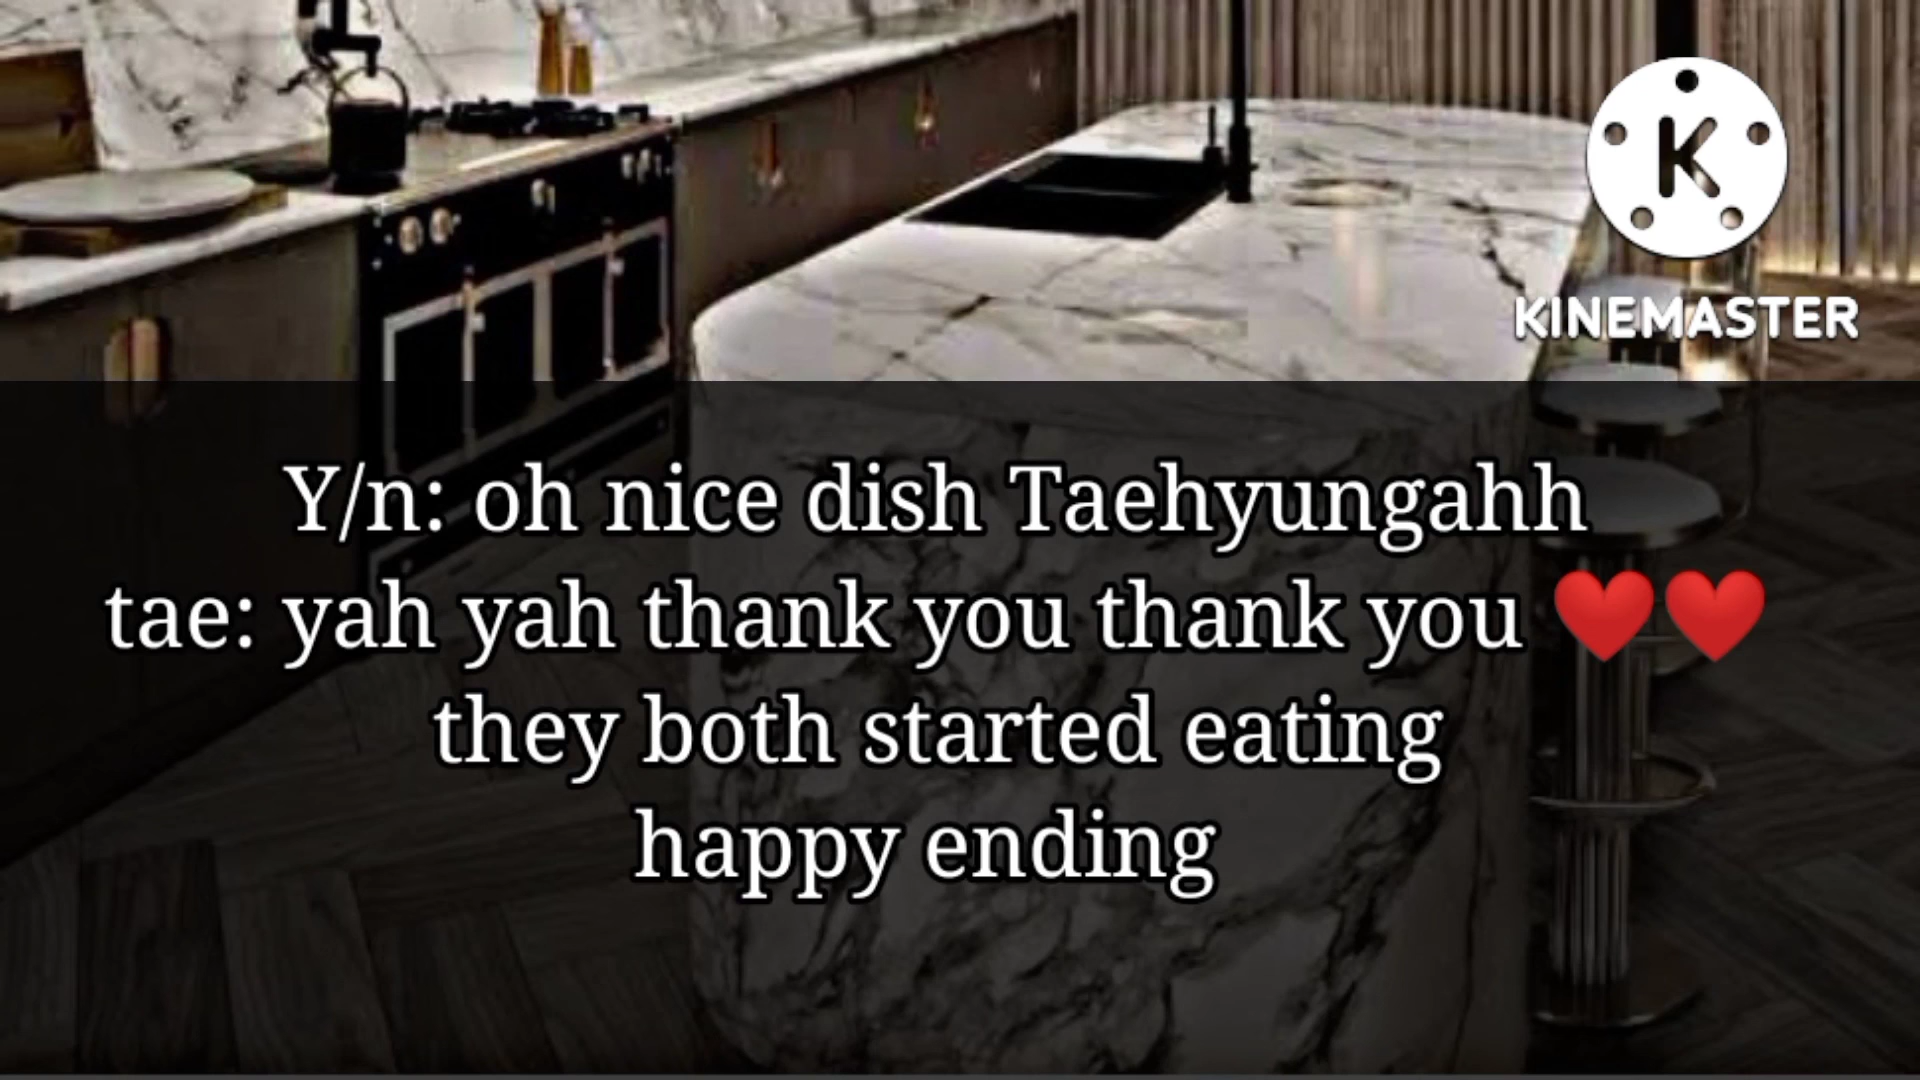 K
KINEMASTER
Y/n: oh nice dish Taehyungahh
tae: yah yah thank you thank you ❤️❤️
they both started eating
happy ending